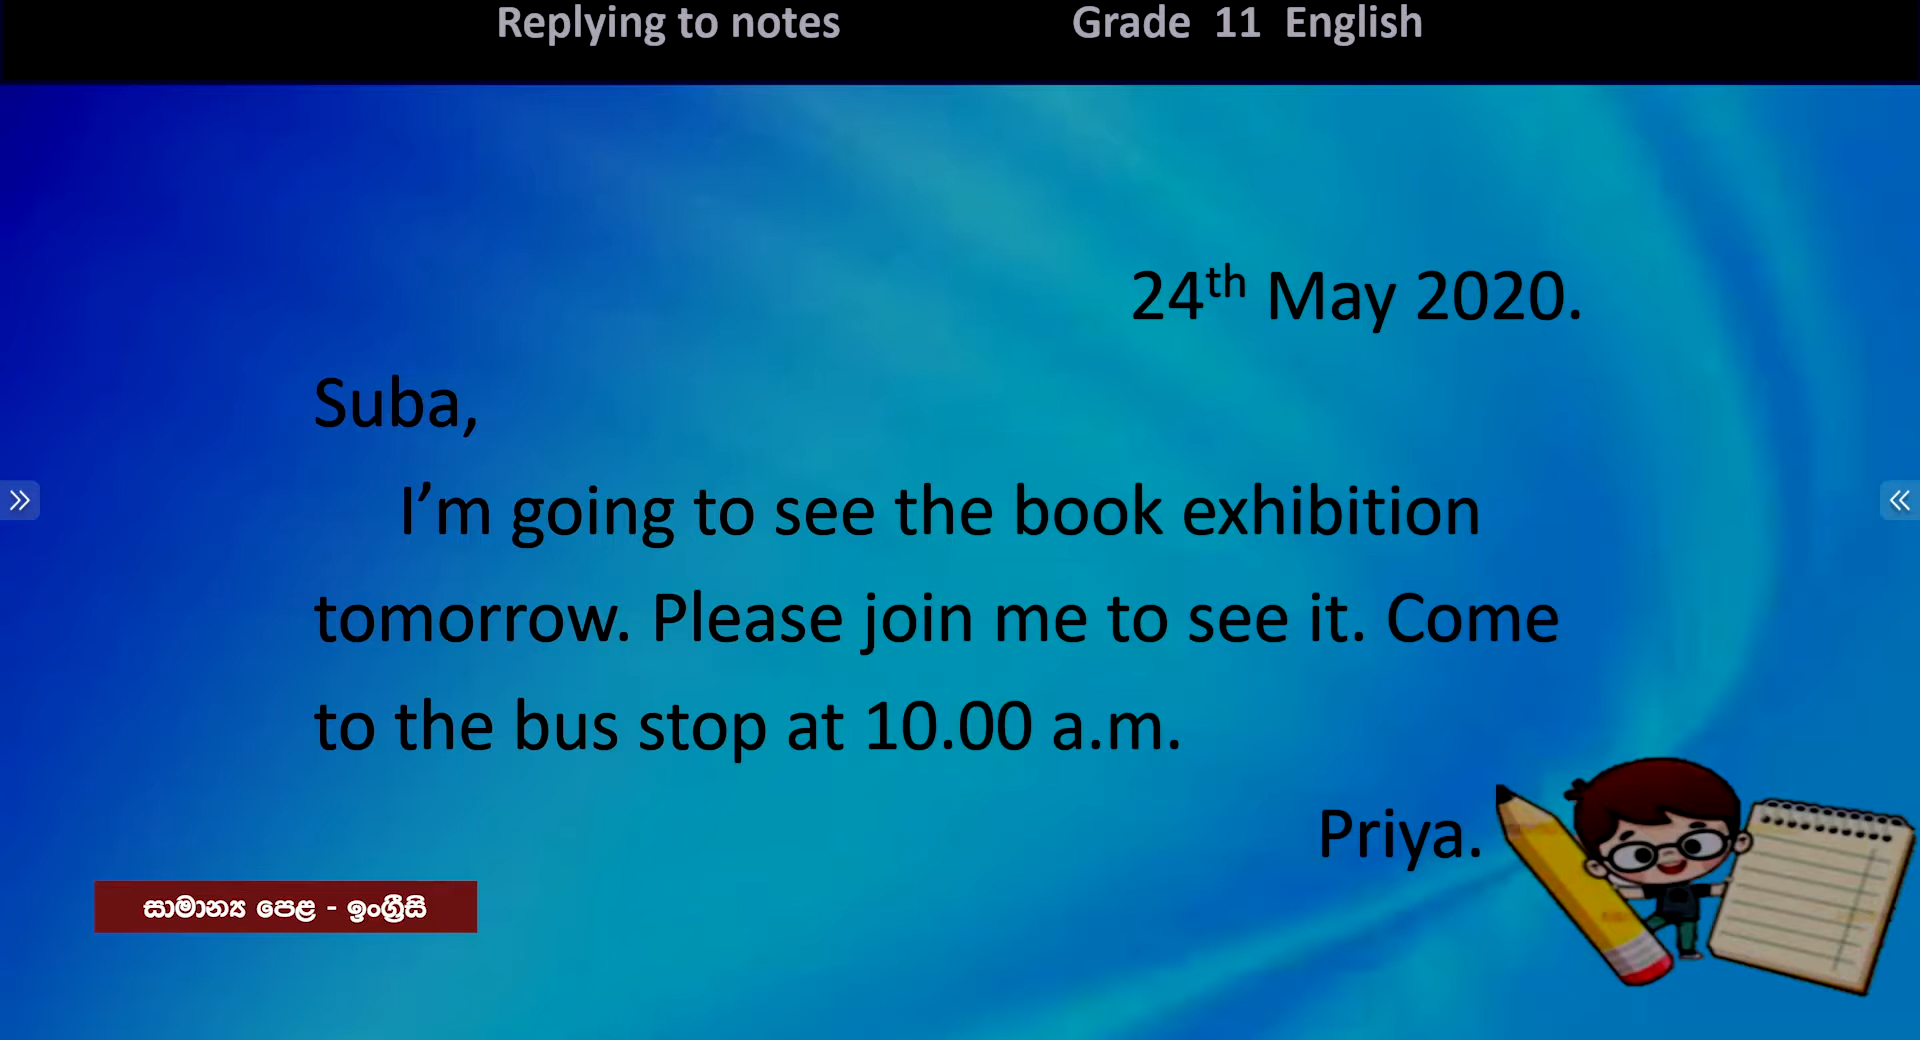 Replying to notes Grade 11 English
24th May 2020.
Suba,
I’m going to see the book exhibition
tomorrow. Please join me to see it. Come
to the bus stop at 10.00 a.m.
Priya.
සාමාන්‍ය පෙළ - ඉංග්‍රීසි